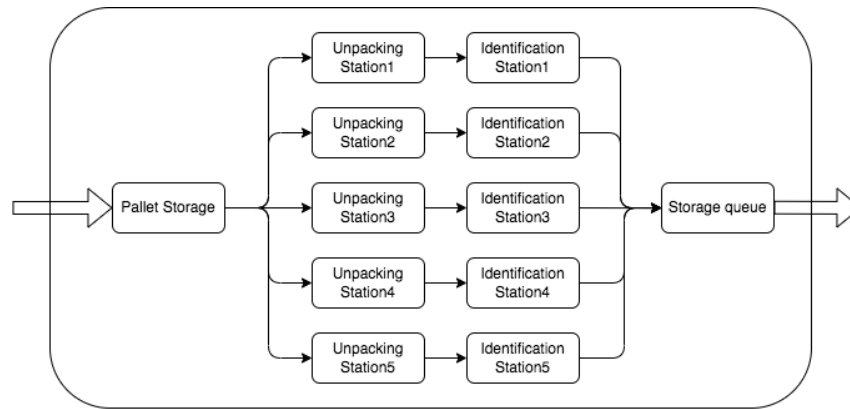 Unpacking
Station1
Identification
Station1
Unpacking
Station2
Identification
Station2
Pallet Storage
Unpacking
Station3
Identification
Station3
Storage queue
Unpacking
Station4
Identification
Station4
Unpacking
Station5
Identification
Station5